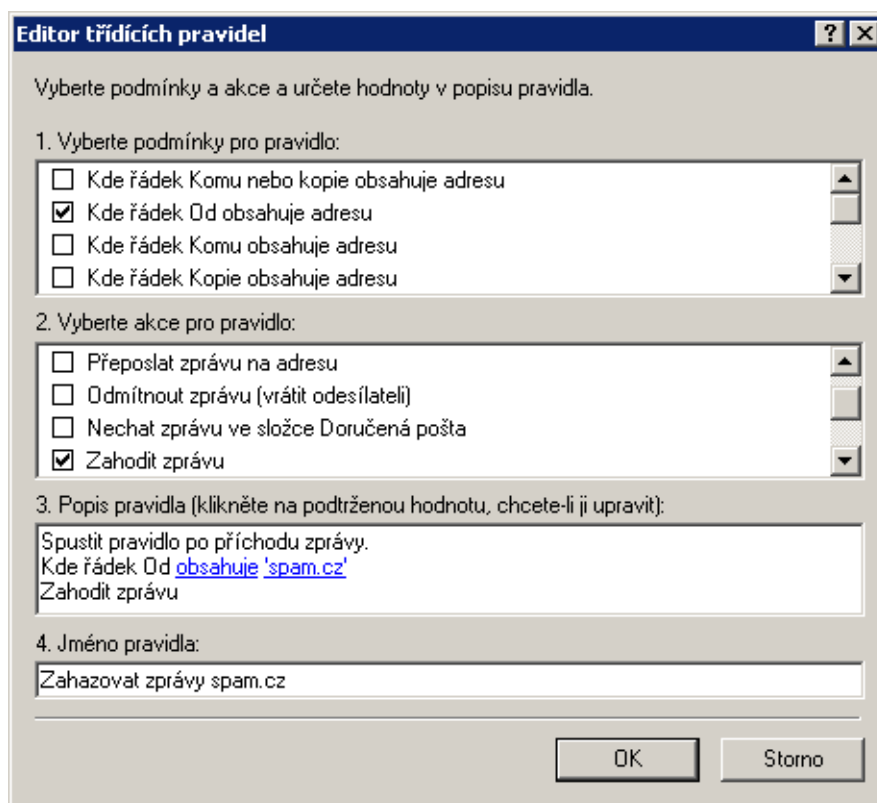 Editor třídících pravidel
Vyberte podmínky a akce a určete hodnoty v popisu pravidla.
1. Vyberte podmínky pro pravidlo:
Kde řádek Komu nebo kopie obsahuje adresu
Kde řádek Od obsahuje adresu
Kde řádek Komu obsahuje adresu
Kde řádek Kopie obsahuje adresu
2. Vyberte akce pro pravidlo:
Přeposlat zprávu na adresu
Odmítnout zprávu (vrátit odesílateli)
Nechat zprávu ve složce Doručená pošta
Zahodit zprávu
3. Popis pravidla (klikněte na podtrženou hodnotu, chcete-li ji upravit):
Spustit pravidlo po příchodu zprávy.
Kde řádek Od obsahuje 'spam.cz'
Zahodit zprávu
4. Jméno pravidla:
Zahazovat zprávy spam.cz
OK Storno